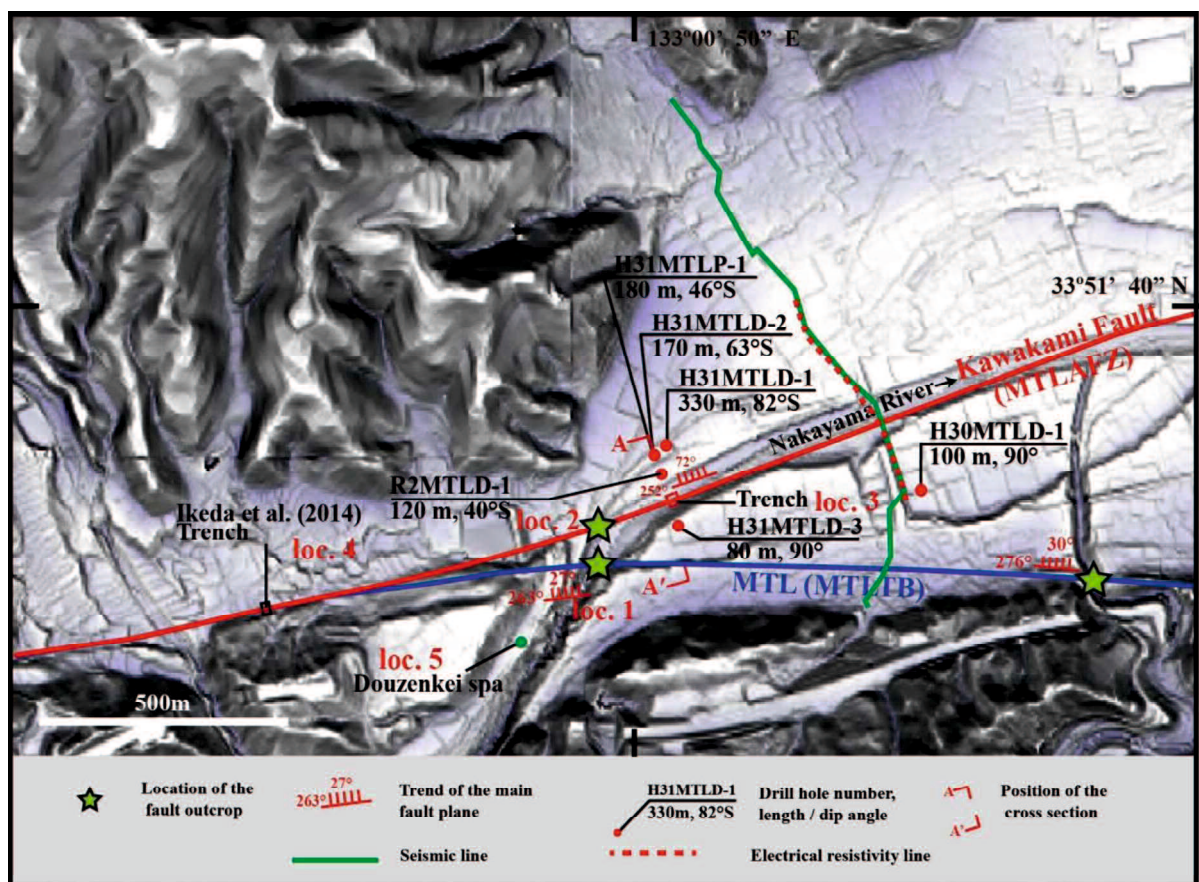 133°00' 50” E
H31MTLP-1
180 m, 46°S
33°51' 40” N
H31MTLD-2
170 m, 63°S
Kawakami Fault
(MTLAFZ)
H31MTLD-1
330 m, 82°S
Nakayama River→
A
H30MTLD-1
100 m, 90°
72°
252°
R2MTLD-1
120 m, 40°S
Trench
loc. 3
Ikeda et al. (2014)
Trench
loc. 2
loc. 4
H31MTLD-3
80 m, 90°
30°
276°
27°
263°
A'
MTL (MTLTB)
loc. 1
loc. 5
Douzenkei spa
500m
Location of the
fault outcrop
27°
263°
Trend of the main
fault plane
H31MTLD-1
330m, 82°S
Drill hole number,
length / dip angle
A
A'
Position of the
cross section
Seismic line
Electrical resistivity line